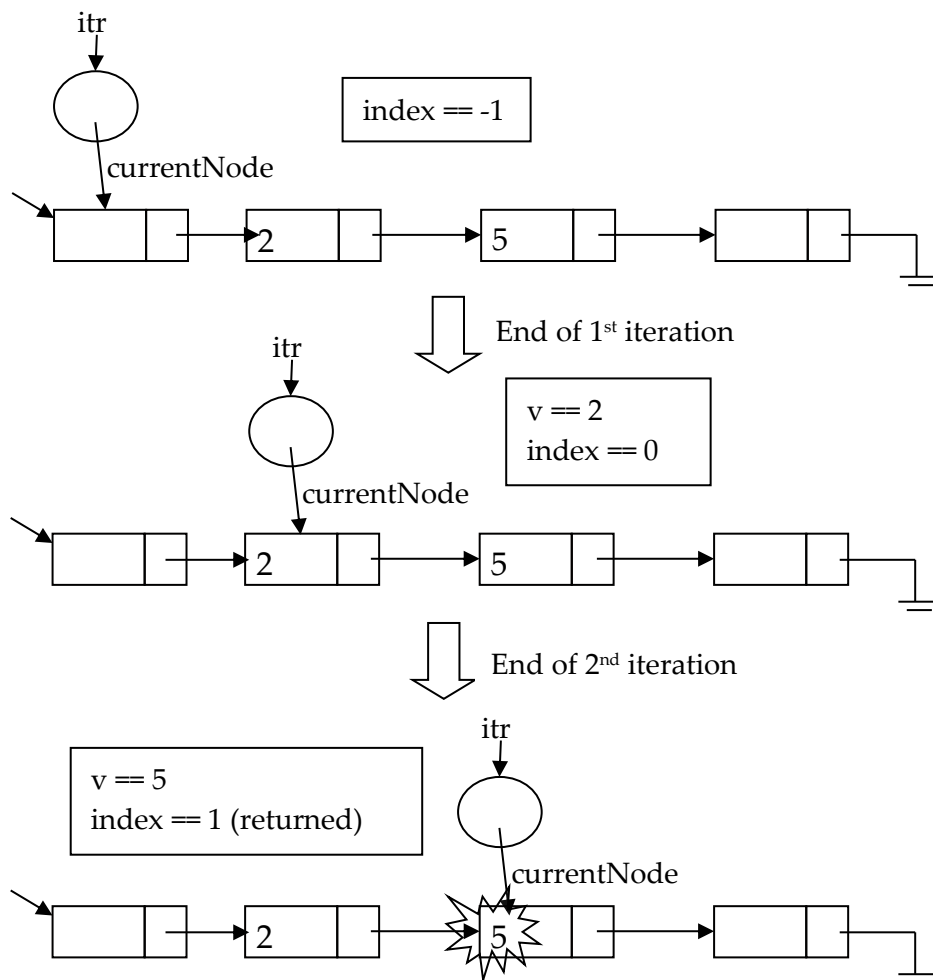 itr
index == -1
currentNode
2
5
End of 1st iteration
itr
v == 2
index == 0
currentNode
2
5
End of 2nd iteration
itr
v == 5
index == 1 (returned)
currentNode
2
5